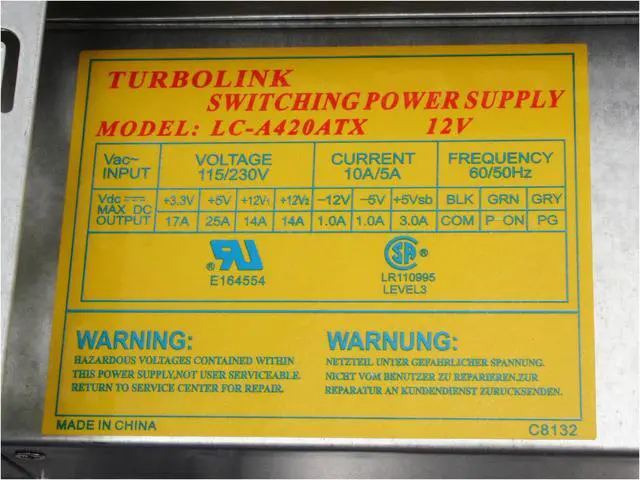 TURBOLINK
SWITCHING POWER SUPPLY
MODEL: LC-A420ATX 12V
Vac~ INPUT VOLTAGE 115/230V CURRENT 10A/5A FREQUENCY 60/50Hz
Vdc⎓ MAX DC OUTPUT +3.3V +5V +12V1 +12V2 −12V −5V +5Vsb BLK GRN GRY
17A 25A 14A 14A 1.0A 1.0A 3.0A COM P-ON PG
E164554
LR110995
LEVEL3
WARNING:
HAZARDOUS VOLTAGES CONTAINED WITHIN
THIS POWER SUPPLY,NOT USER SERVICEABLE.
RETURN TO SERVICE CENTER FOR REPAIR.
WARNUNG:
NETZTEIL UNTER GEFAHRLICHER SPANNUNG.
NICHT VGM BENUTZER ZU REPARIEREN.ZUR
REPARATUR AN KUNDENDIENST ZURUCKSENDEN.
MADE IN CHINA
C8132